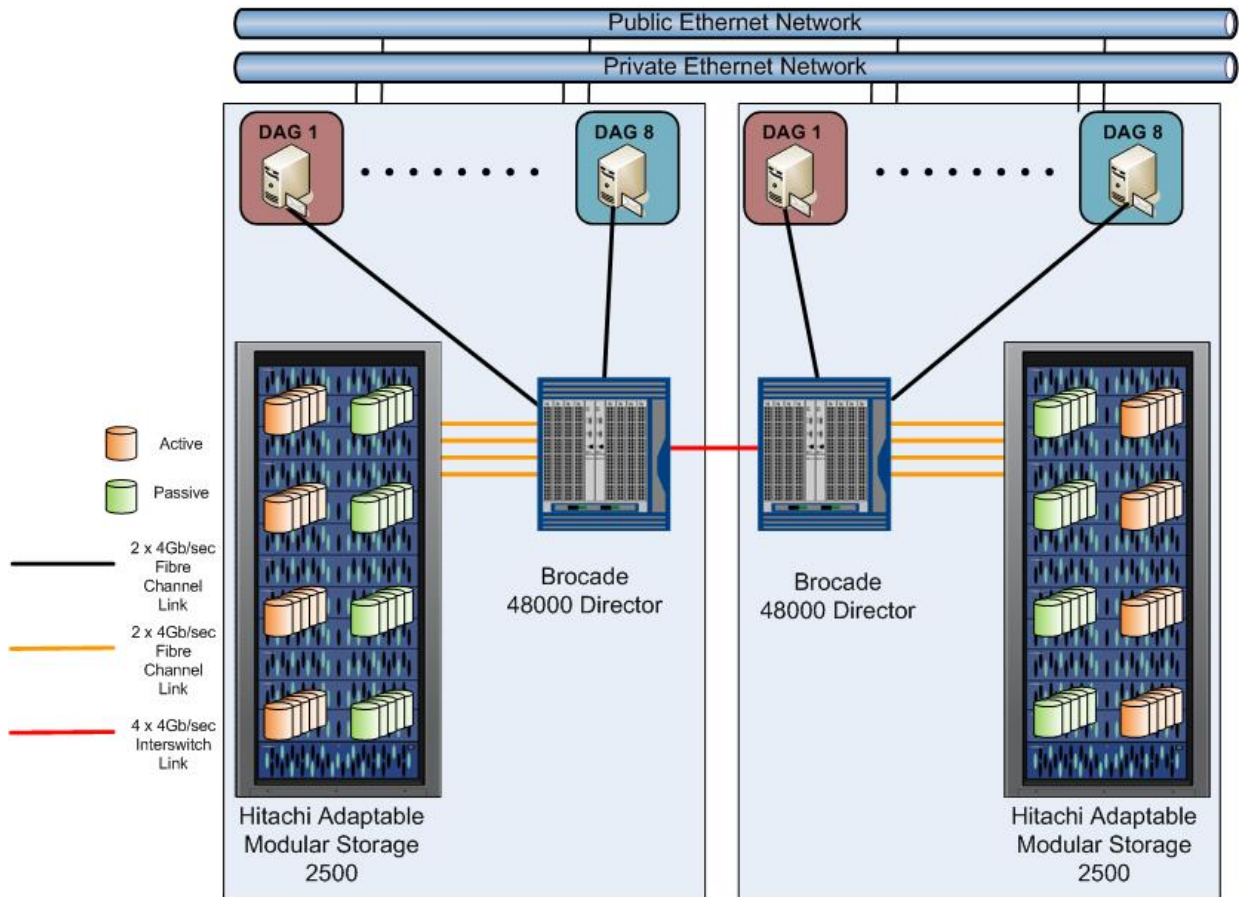 Public Ethernet Network
Private Ethernet Network
DAG 1
DAG 8
DAG 1
DAG 8
Active
Passive
2 x 4Gb/sec
Fibre
Channel
Link
2 x 4Gb/sec
Fibre
Channel
Link
4 x 4Gb/sec
Interswitch
Link
Brocade
48000 Director
Brocade
48000 Director
Hitachi Adaptable
Modular Storage
2500
Hitachi Adaptable
Modular Storage
2500